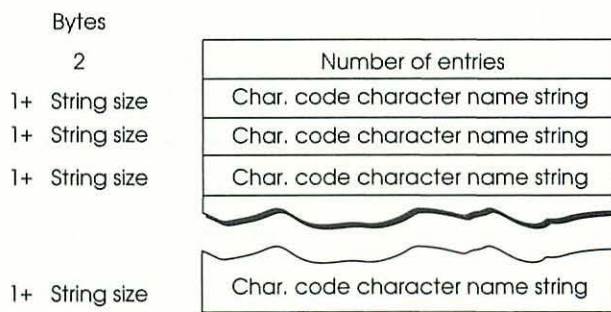 Bytes
2 Number of entries
1+ String size Char. code character name string
1+ String size Char. code character name string
1+ String size Char. code character name string
1+ String size Char. code character name string